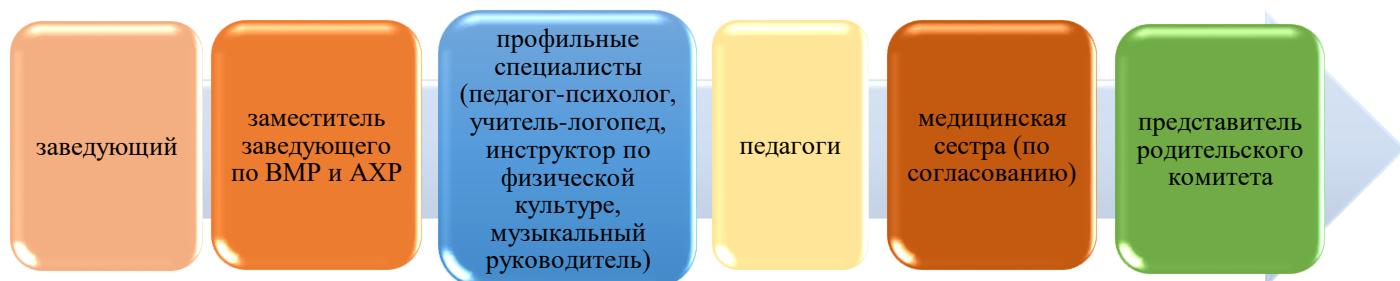 заведующий
заместитель
заведующего
по ВМР и АХР
профильные
специалисты
(педагог-психолог,
учитель-логопед,
инструктор по
физической
культуре,
музыкальный
руководитель)
педагоги
медицинская
сестра (по
согласованию)
представитель
родительского
комитета